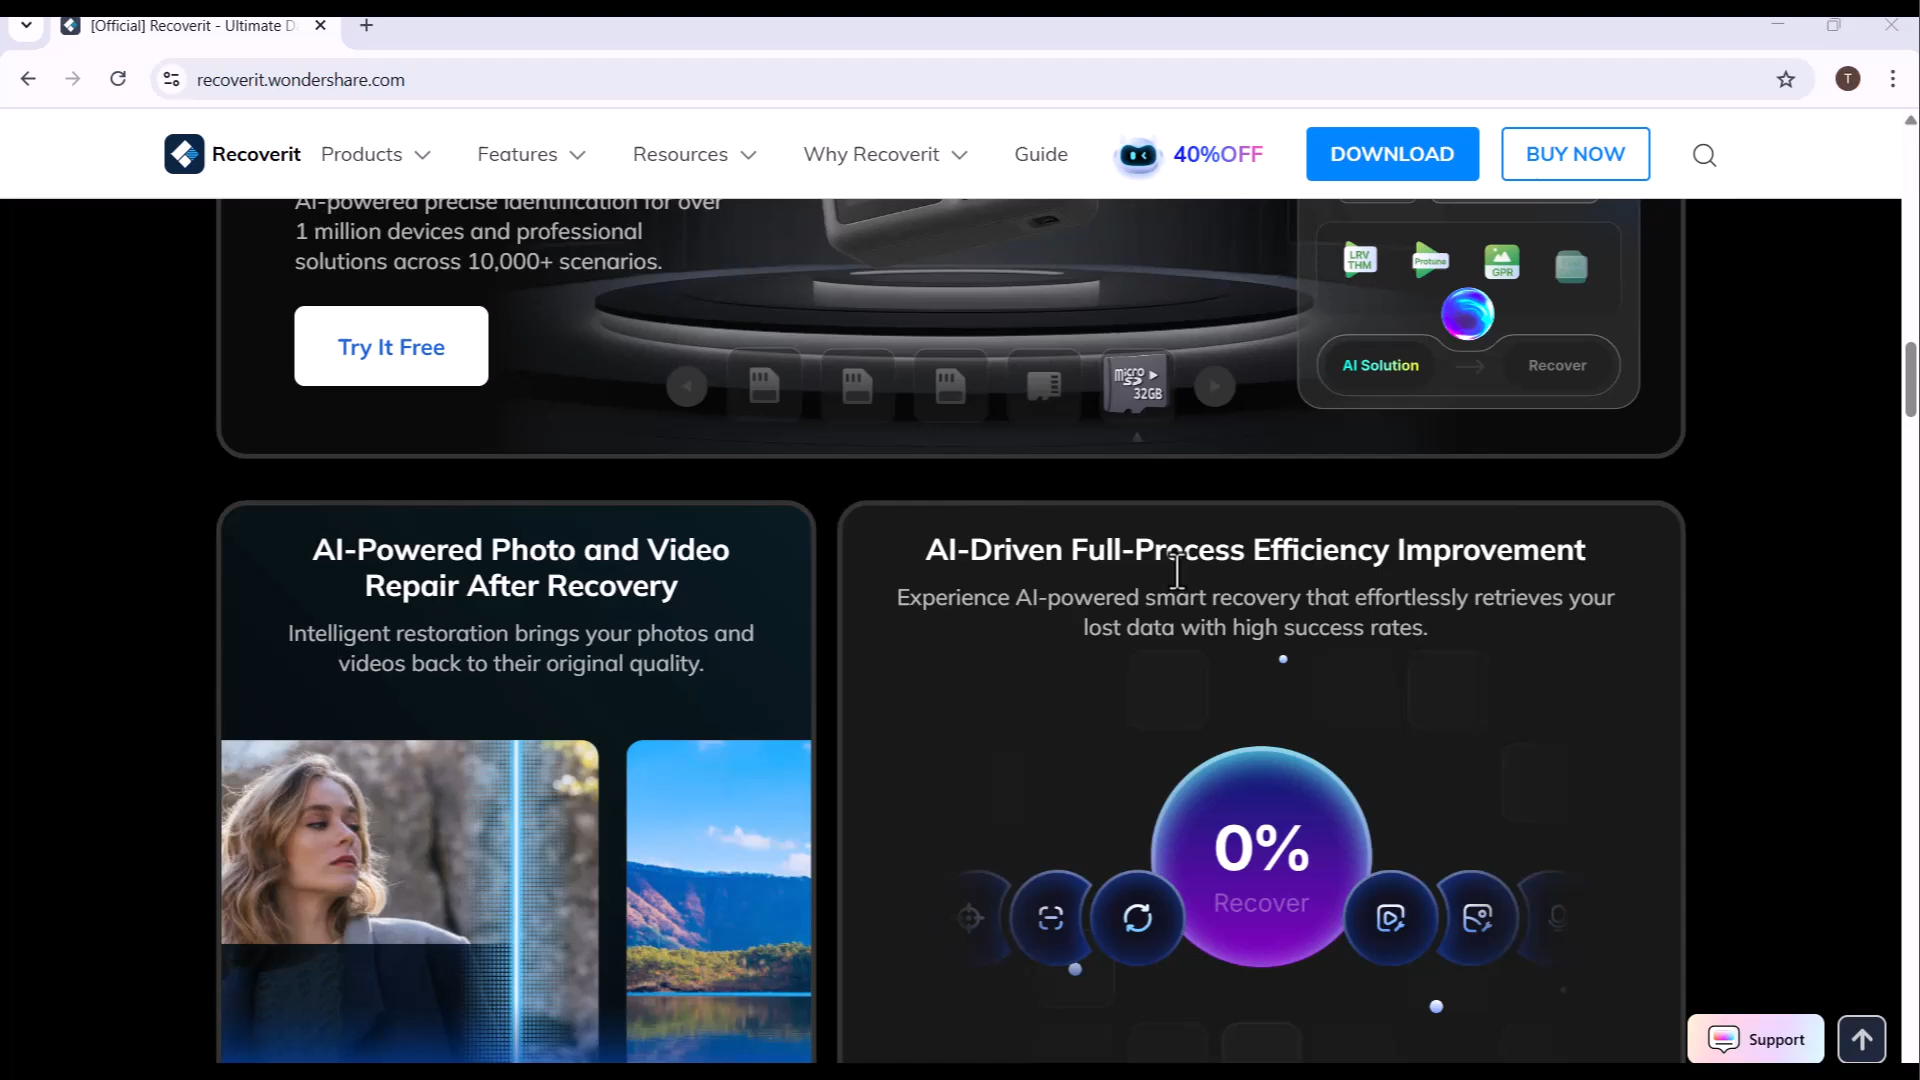 [Official] Recoverit - Ultimate D
recoverit.wondershare.com
T
Recoverit
Products
Features
Resources
Why Recoverit
Guide
40%OFF
DOWNLOAD
BUY NOW
AI-powered precise identification for over
1 million devices and professional
solutions across 10,000+ scenarios.
Try It Free
Micro
SD
32GB
LRV
THM
Protune
GPR
AI Solution
Recover
AI-Powered Photo and Video
Repair After Recovery
Intelligent restoration brings your photos and
videos back to their original quality.
AI-Driven Full-Process Efficiency Improvement
Experience AI-powered smart recovery that effortlessly retrieves your
lost data with high success rates.
0%
Recover
Support